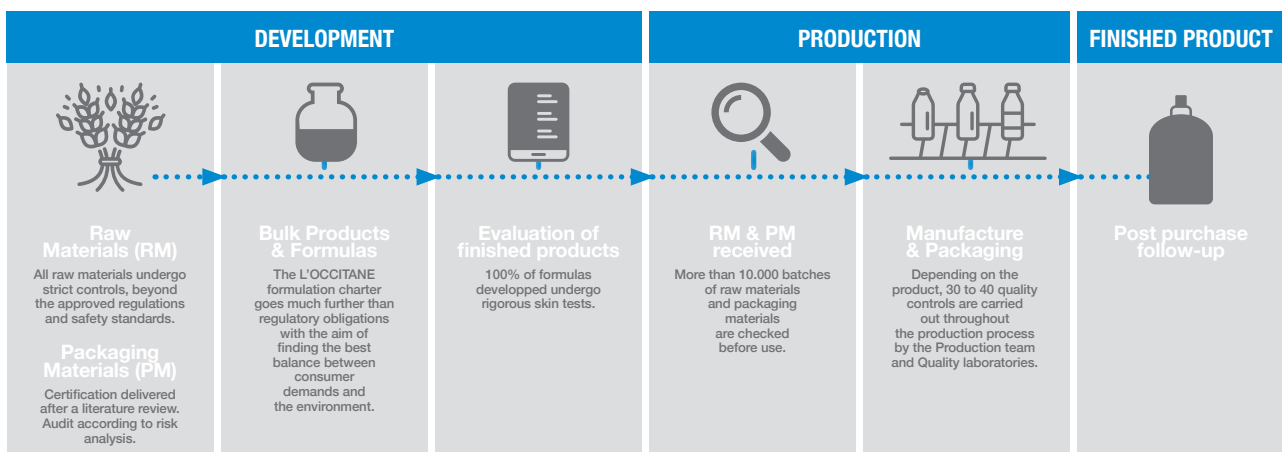 DEVELOPMENT
PRODUCTION
FINISHED PRODUCT
Raw
Materials (RM)
All raw materials undergo
strict controls, beyond
the approved regulations
and safety standards.
Packaging
Materials (PM)
Certification delivered
after a literature review.
Audit according to risk
analysis.
Bulk Products
& Formulas
The L'OCCITANE
formulation charter
goes much further than
regulatory obligations
with the aim of
finding the best
balance between
consumer
demands and
the environment.
Evaluation of
finished products
100% of formulas
developped undergo
rigorous skin tests.
RM & PM
received
More than 10.000 batches
of raw materials
and packaging
materials
are checked
before use.
Manufacture
& Packaging
Depending on the
product, 30 to 40 quality
controls are carried
out throughout
the production process
by the Production team
and Quality laboratories.
Post purchase
follow-up